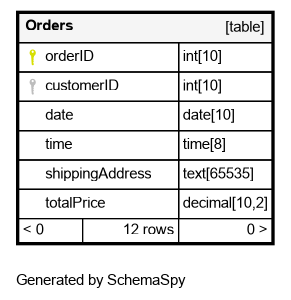 Orders [table]
orderID int[10]
customerID int[10]
date date[10]
time time[8]
shippingAddress text[65535]
totalPrice decimal[10,2]
< 0 12 rows 0 >
Generated by SchemaSpy